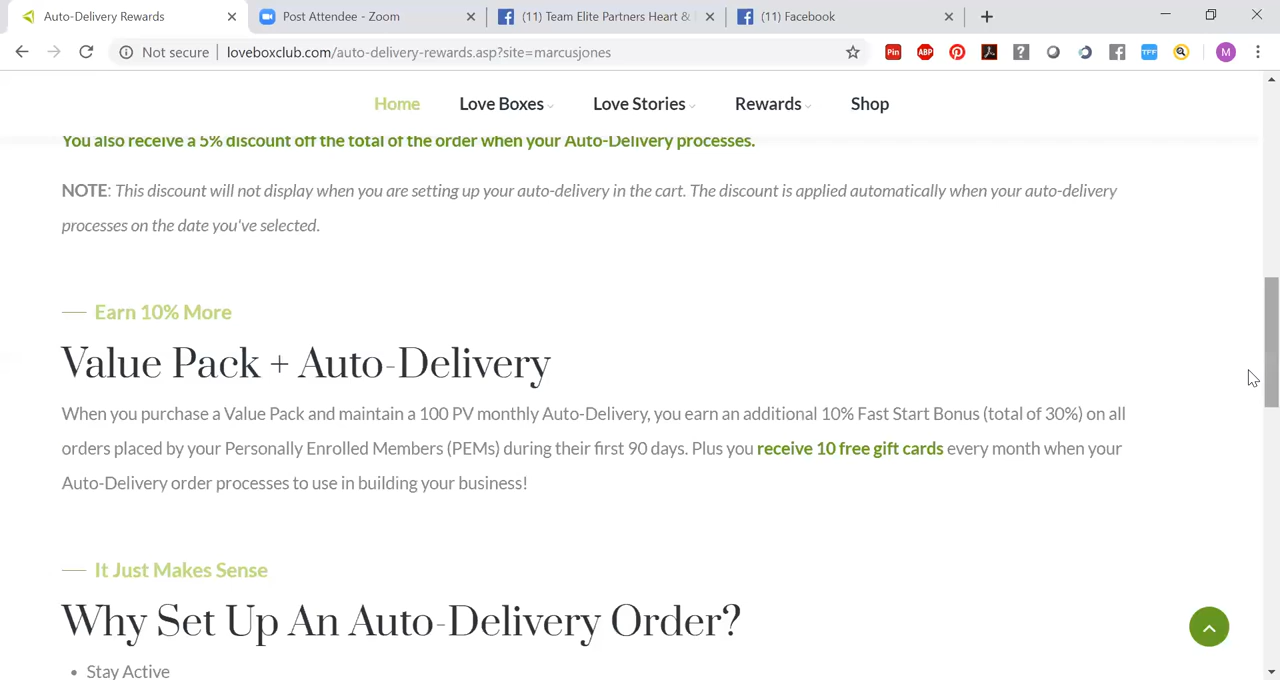 Auto-Delivery Rewards
Post Attendee - Zoom
(11) Team Elite Partners Heart &
(11) Facebook
Not secure
loveboxclub.com/auto-delivery-rewards.asp?site=marcusjones
Pin
ABP
?
TFF
M
Home
Love Boxes
Love Stories
Rewards
Shop
You also receive a 5% discount off the total of the order when your Auto-Delivery processes.
NOTE: This discount will not display when you are setting up your auto-delivery in the cart. The discount is applied automatically when your auto-delivery
processes on the date you've selected.
Earn 10% More
Value Pack + Auto-Delivery
When you purchase a Value Pack and maintain a 100 PV monthly Auto-Delivery, you earn an additional 10% Fast Start Bonus (total of 30%) on all
orders placed by your Personally Enrolled Members (PEMs) during their first 90 days. Plus you receive 10 free gift cards every month when your
Auto-Delivery order processes to use in building your business!
It Just Makes Sense
Why Set Up An Auto-Delivery Order?
• Stay Active